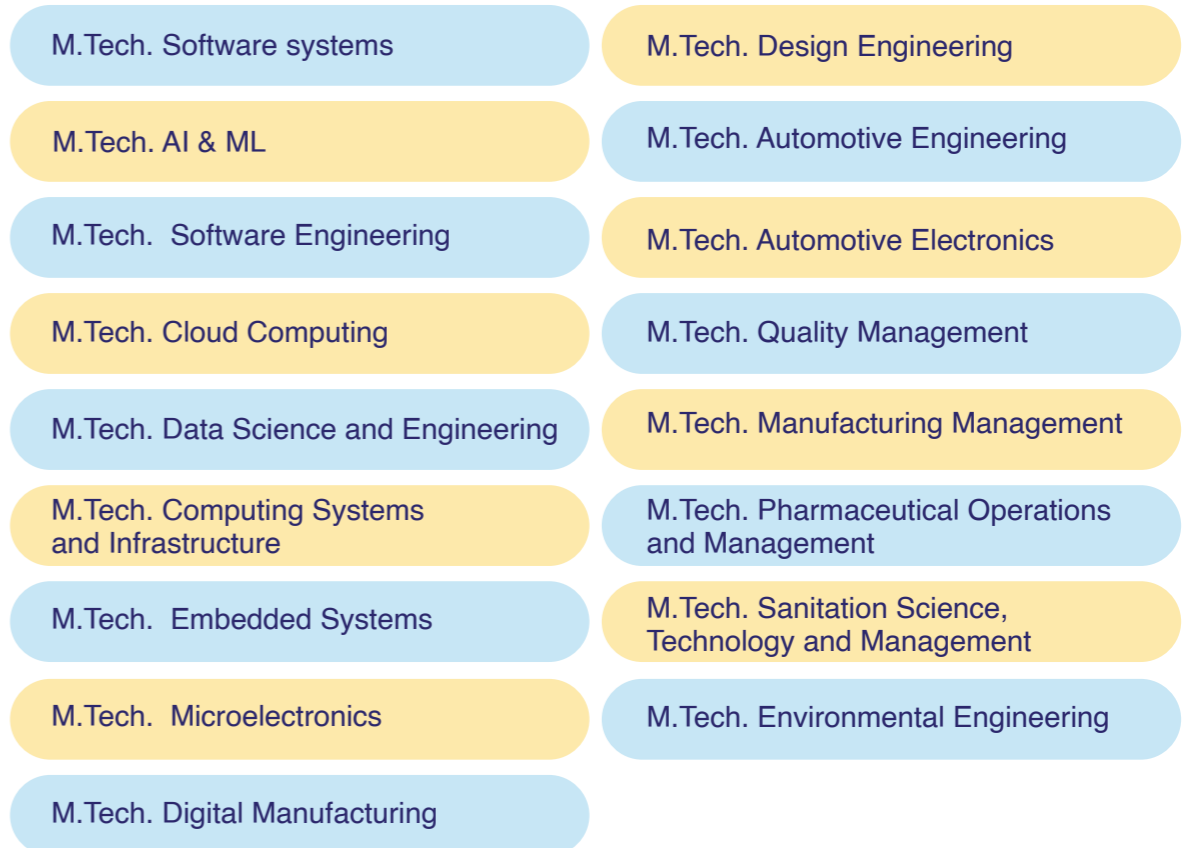 M.Tech. Software systems
M.Tech. AI & ML
M.Tech.  Software Engineering
M.Tech. Cloud Computing
M.Tech. Data Science and Engineering
M.Tech. Computing Systems
and Infrastructure
M.Tech.  Embedded Systems
M.Tech.  Microelectronics
M.Tech. Digital Manufacturing
M.Tech. Design Engineering
M.Tech. Automotive Engineering
M.Tech. Automotive Electronics
M.Tech. Quality Management
M.Tech. Manufacturing Management
M.Tech. Pharmaceutical Operations
and Management
M.Tech. Sanitation Science,
Technology and Management
M.Tech. Environmental Engineering